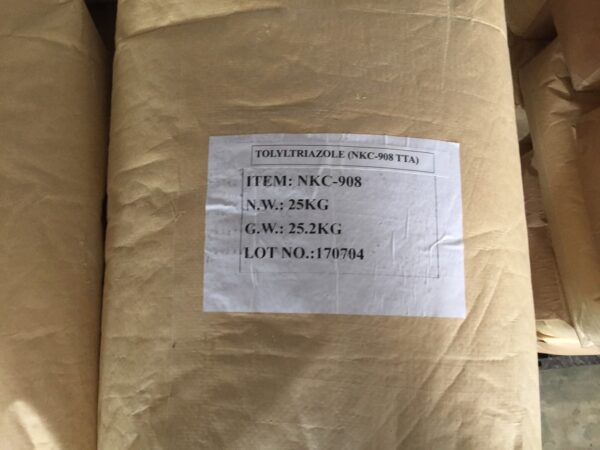 TOLYLTRIAZOLE (NKC-908 TTA)
ITEM: NKC-908
N.W.: 25KG
G.W.: 25.2KG
LOT NO.:170704